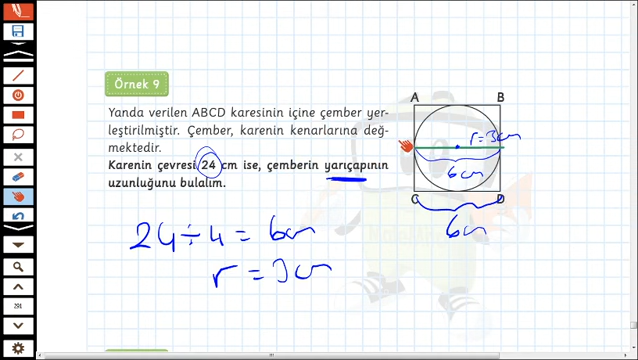 Örnek 9
Yanda verilen ABCD karesinin içine çember yer-
leştirilmiştir. Çember, karenin kenarlarına değ-
mektedir.
Karenin çevresi 24 cm ise, çemberin yarıçapının
uzunluğunu bulalım.
24 ÷ 4 = 6cm
r = 3cm
A B
r=3cm
6cm
C D
6cm